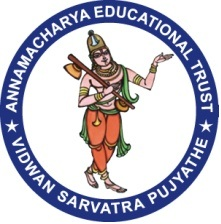 ANNAMACHARYA EDUCATIONAL TRUST
★ VIDWAN SARVATRA PUJYATHE ★